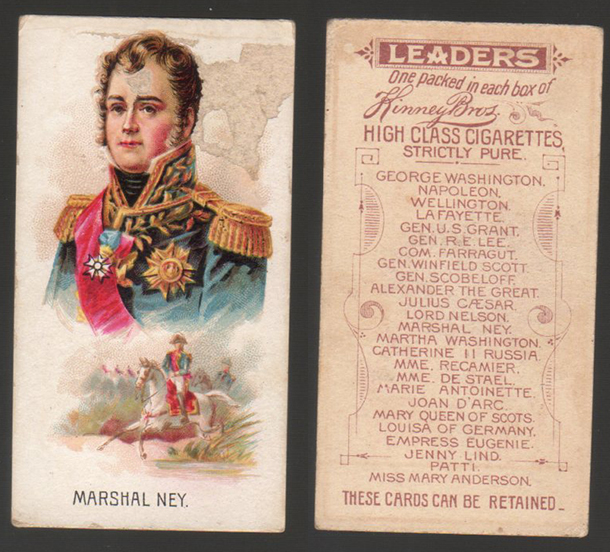 MARSHAL NEY.
LEADERS
One packed in each box of
Kinney Bros.
HIGH CLASS CIGARETTES,
STRICTLY PURE.
GEORGE WASHINGTON.
NAPOLEON.
WELLINGTON.
LA FAYETTE.
GEN. U.S. GRANT.
GEN. R.E. LEE.
COM. FARRAGUT.
GEN. WINFIELD SCOTT.
GEN. SCOBELOFF.
ALEXANDER THE GREAT.
JULIUS CÆSAR.
LORD NELSON.
MARSHAL NEY.
MARTHA WASHINGTON.
CATHERINE II RUSSIA.
MME. RECAMIER.
MME. DE STAEL.
MARIE ANTOINETTE.
JOAN D'ARC.
MARY QUEEN OF SCOTS.
LOUISA OF GERMANY.
EMPRESS EUGENIE.
JENNY LIND.
PATTI.
MISS MARY ANDERSON.
THESE CARDS CAN BE RETAINED_